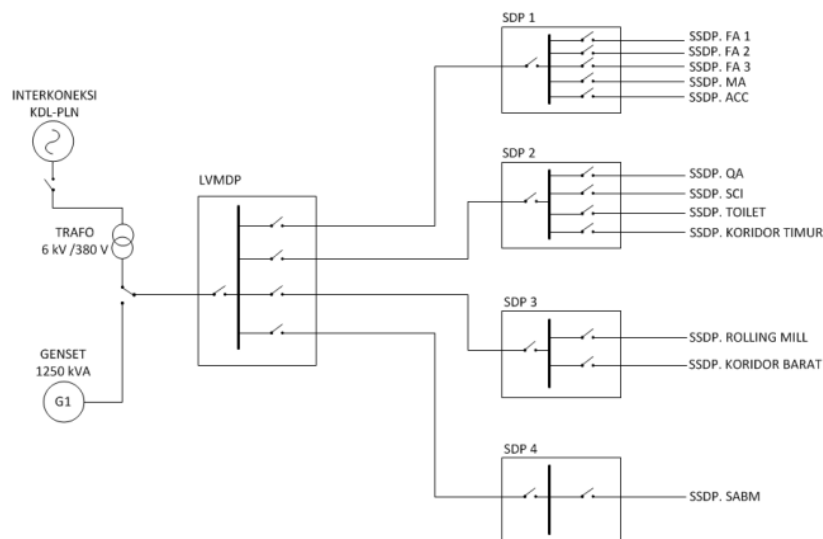 INTERKONEKSI
KDL-PLN
TRAFO
6 kV /380 V
GENSET
1250 kVA
G1
LVMDP
SDP 1
SSDP. FA 1
SSDP. FA 2
SSDP. FA 3
SSDP. MA
SSDP. ACC
SDP 2
SSDP. QA
SSDP. SCI
SSDP. TOILET
SSDP. KORIDOR TIMUR
SDP 3
SSDP. ROLLING MILL
SSDP. KORIDOR BARAT
SDP 4
SSDP. SABM